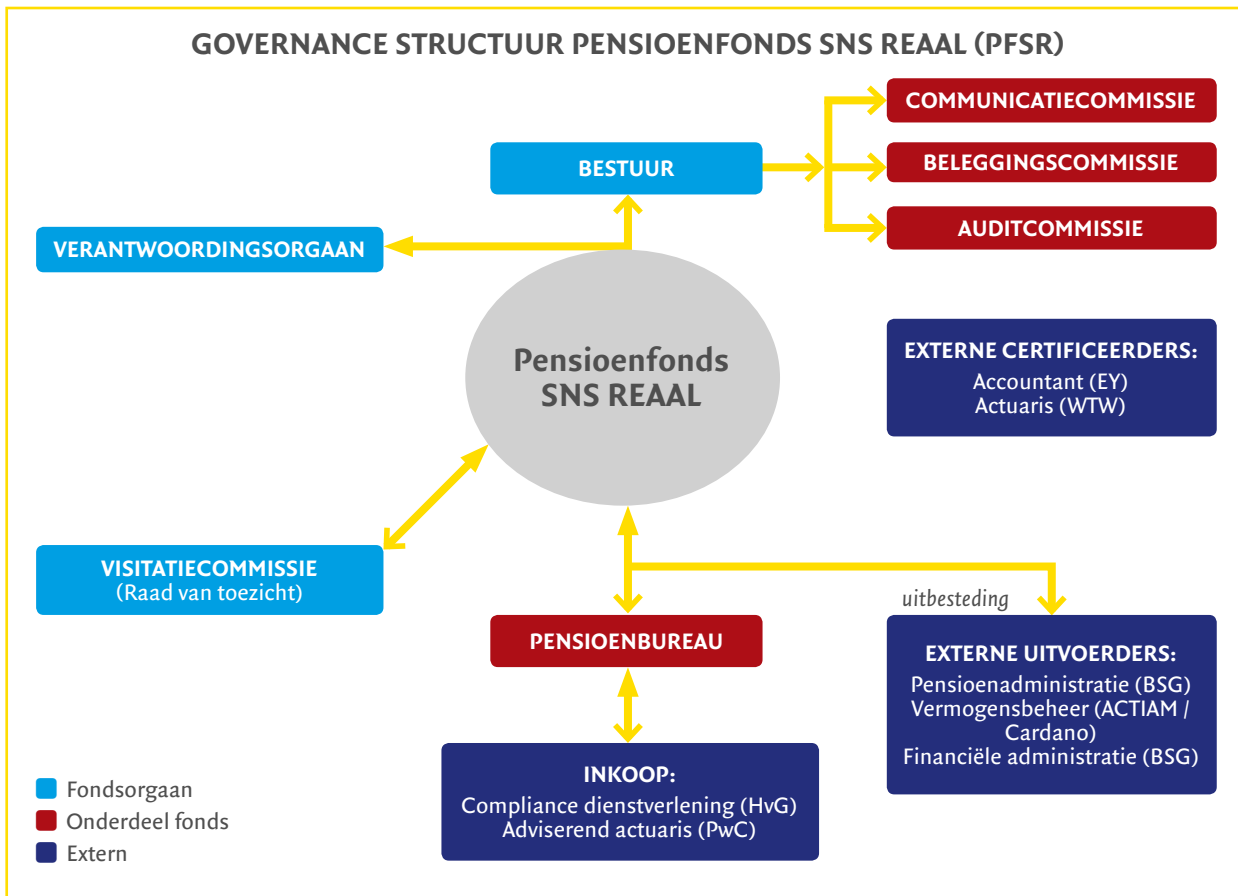 GOVERNANCE STRUCTUUR PENSIOENFONDS SNS REAAL (PFSR)
COMMUNICATIECOMMISSIE
BESTUUR
BELEGGINGSCOMMISSIE
VERANTWOORDINGSORGAAN
AUDITCOMMISSIE
Pensioenfonds
SNS REAAL
EXTERNE CERTIFICEERDERS:
Accountant (EY)
Actuaris (WTW)
VISITATIECOMMISSIE
(Raad van toezicht)
uitbesteding
PENSIOENBUREAU
EXTERNE UITVOERDERS:
Pensioenadministratie (BSG)
Vermogensbeheer (ACTIAM /
Cardano)
Financiële administratie (BSG)
INKOOP:
Compliance dienstverlening (HvG)
Adviserend actuaris (PwC)
Fondsorgaan
Onderdeel fonds
Extern